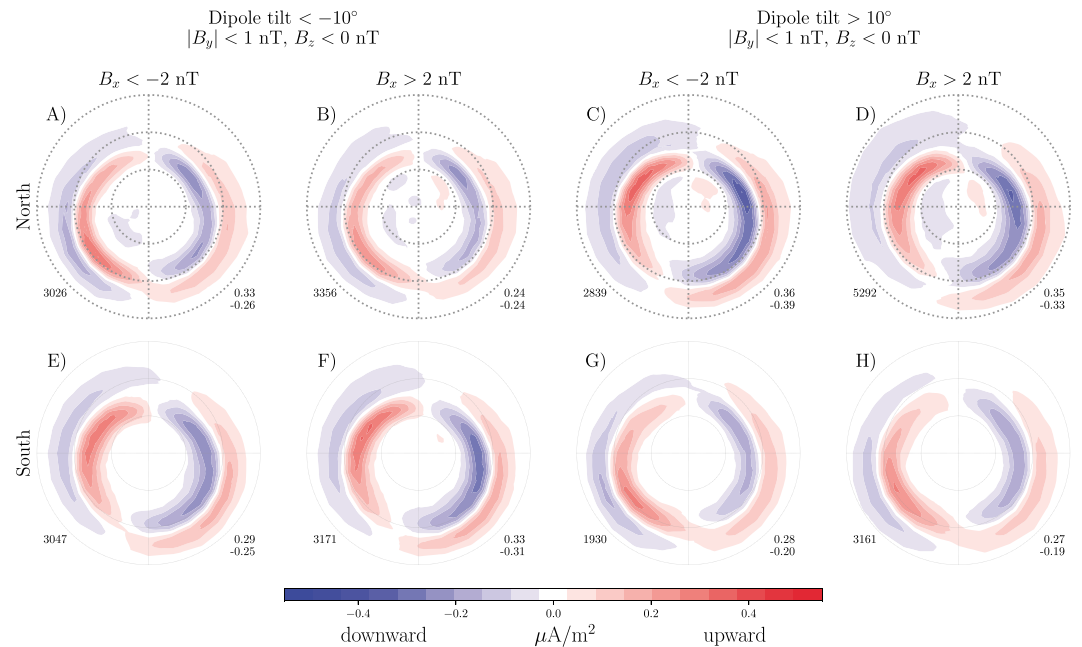 Dipole tilt < −10°
|B_y| < 1 nT, B_z < 0 nT
Dipole tilt > 10°
|B_y| < 1 nT, B_z < 0 nT
B_x < −2 nT
B_x > 2 nT
B_x < −2 nT
B_x > 2 nT
North
A)
3026
0.33
-0.26
B)
3356
0.24
-0.24
C)
2839
0.36
-0.39
D)
5292
0.35
-0.33
South
E)
3047
0.29
-0.25
F)
3171
0.33
-0.31
G)
1930
0.28
-0.20
H)
3161
0.27
-0.19
−0.4 −0.2 0.0 0.2 0.4
downward μA/m² upward